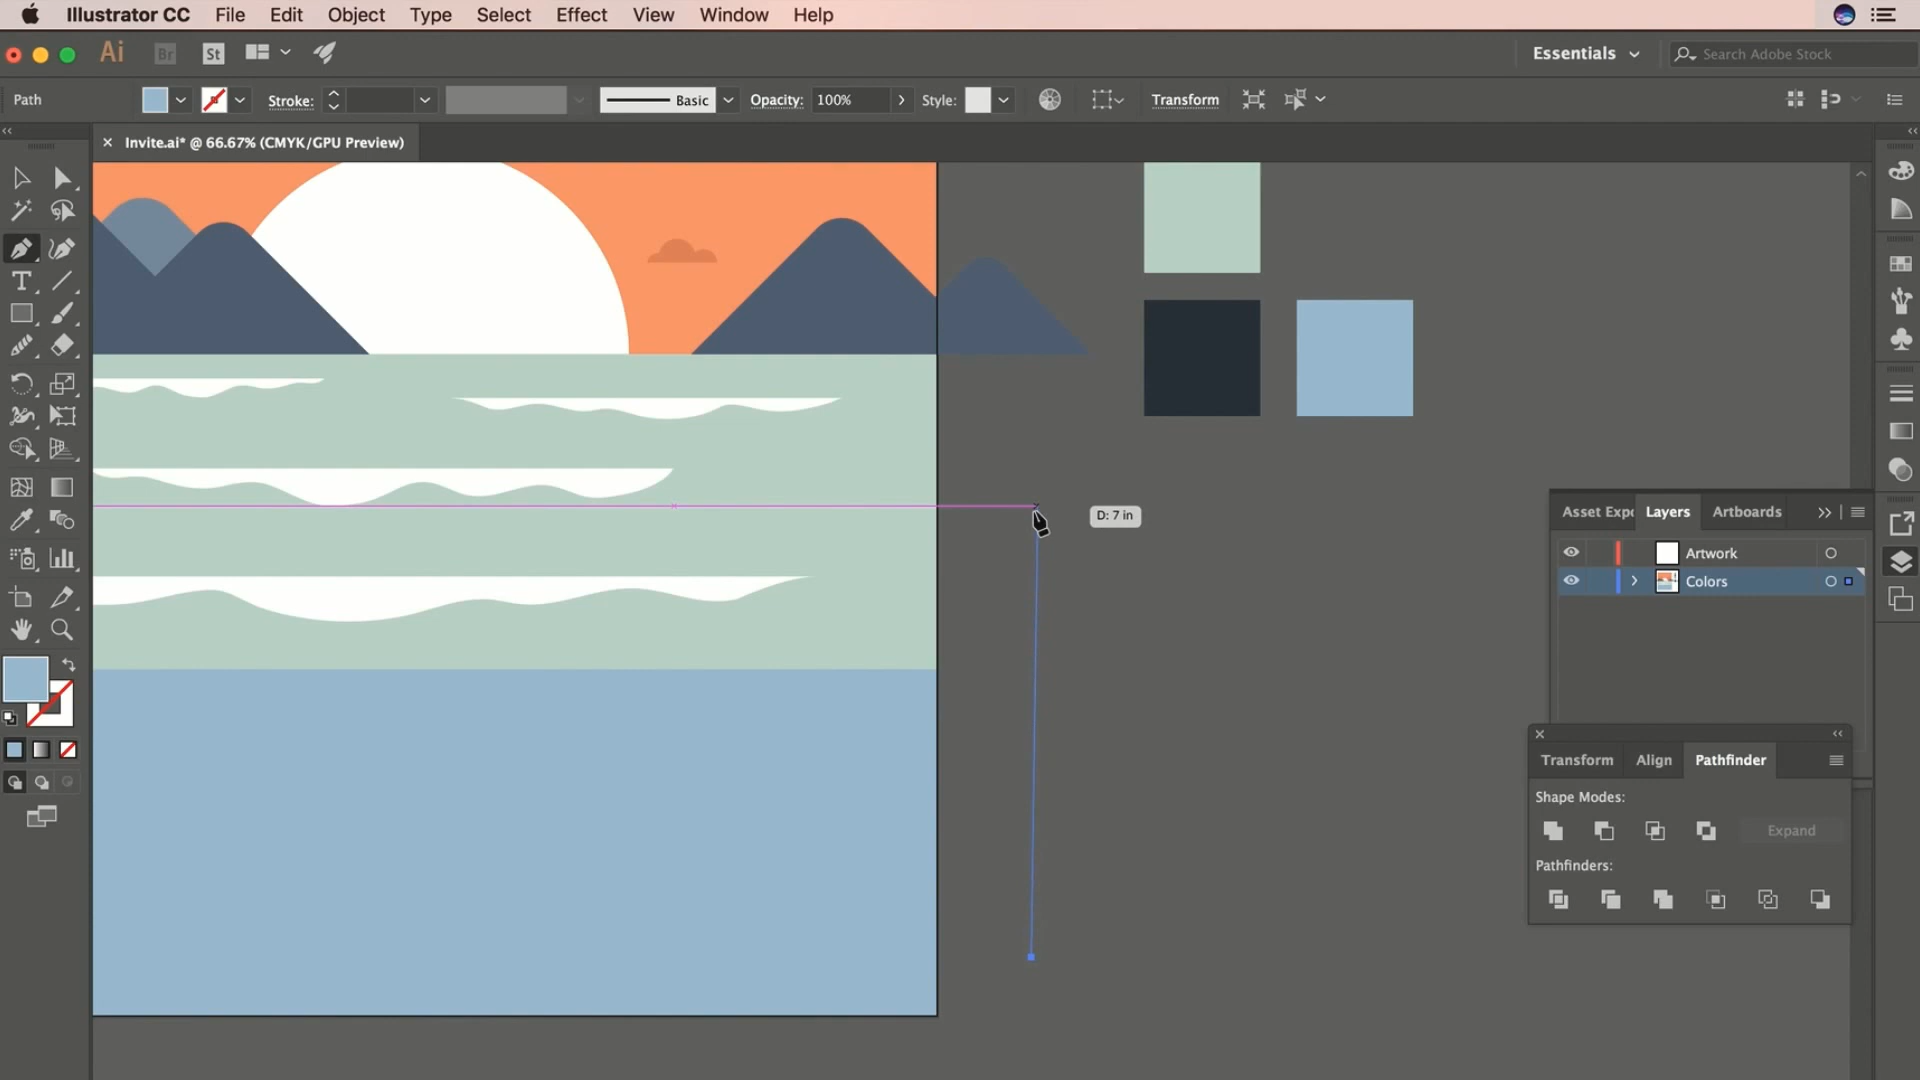 Illustrator CC File Edit Object Type Select Effect View Window Help
Ai Br St Essentials Search Adobe Stock
Path Stroke: Basic Opacity: 100% Style: Transform
Invite.ai* @ 66.67% (CMYK/GPU Preview)
D: 7 in
Asset Expo Layers Artboards
Artwork
Colors
Transform Align Pathfinder
Shape Modes:
Expand
Pathfinders: